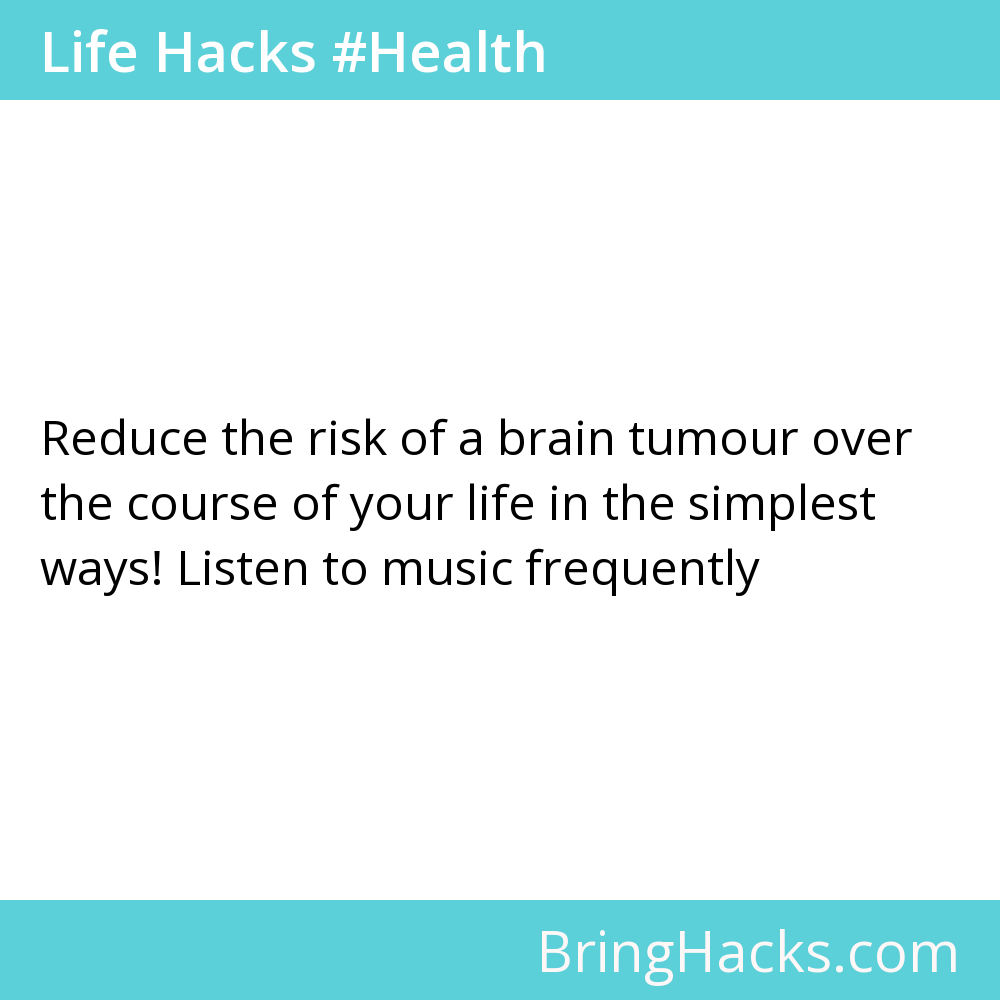 Life Hacks #Health
Reduce the risk of a brain tumour over
the course of your life in the simplest
ways! Listen to music frequently
BringHacks.com